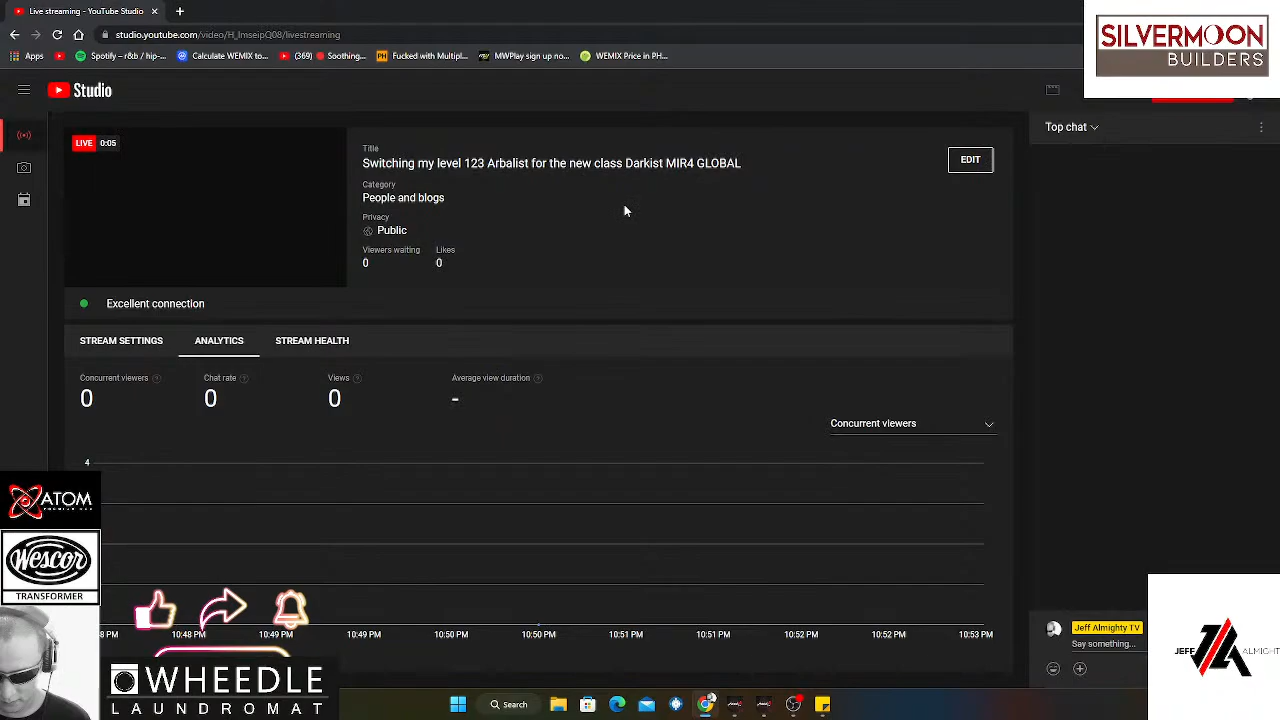 Live streaming - YouTube Studio
studio.youtube.com/video/H_lmseipQ08/livestreaming
Apps
Spotify – r&b / hip-...
Calculate WEMIX to...
(369)
Soothing...
PH
Fucked with Multipl...
MWPlay sign up no...
WEMIX Price in PH...
SILVERMOON
BUILDERS
Studio
LIVE 0:05
Title
Switching my level 123 Arbalist for the new class Darkist MIR4 GLOBAL
EDIT
Category
People and blogs
Privacy
Public
Viewers waiting
Likes
0
0
Top chat
Excellent connection
STREAM SETTINGS
ANALYTICS
STREAM HEALTH
Concurrent viewers
Chat rate
Views
Average view duration
0
0
0
-
Concurrent viewers
4
ATOM
Wescor
TRANSFORMER
10:48 PM
10:49 PM
10:49 PM
10:50 PM
10:50 PM
10:51 PM
10:51 PM
10:52 PM
10:52 PM
10:53 PM
Jeff Almighty TV
Say something...
JEFF
ALMIGHT
WHEEDLE
LAUNDROMAT
Search